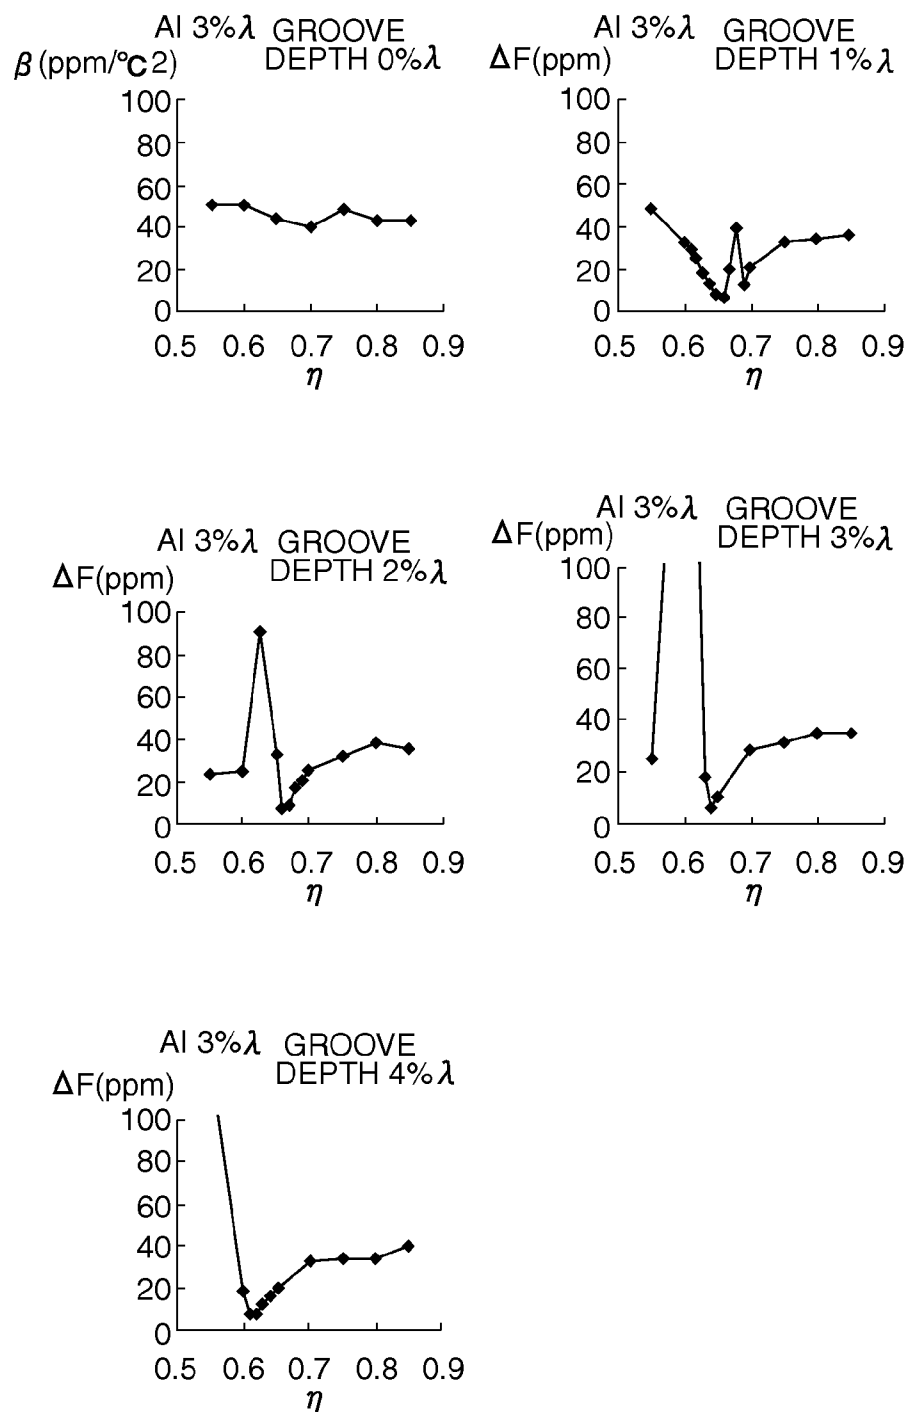 Al 3%λ GROOVE
DEPTH 0%λ
β (ppm/℃2)
100
80
60
40
20
0
0.5 0.6 0.7 0.8 0.9
η
Al 3%λ GROOVE
DEPTH 1%λ
ΔF(ppm)
100
80
60
40
20
0
0.5 0.6 0.7 0.8 0.9
η
Al 3%λ GROOVE
DEPTH 2%λ
ΔF(ppm)
100
80
60
40
20
0
0.5 0.6 0.7 0.8 0.9
η
Al 3%λ GROOVE
DEPTH 3%λ
ΔF(ppm)
100
80
60
40
20
0
0.5 0.6 0.7 0.8 0.9
η
Al 3%λ GROOVE
DEPTH 4%λ
ΔF(ppm)
100
80
60
40
20
0
0.5 0.6 0.7 0.8 0.9
η